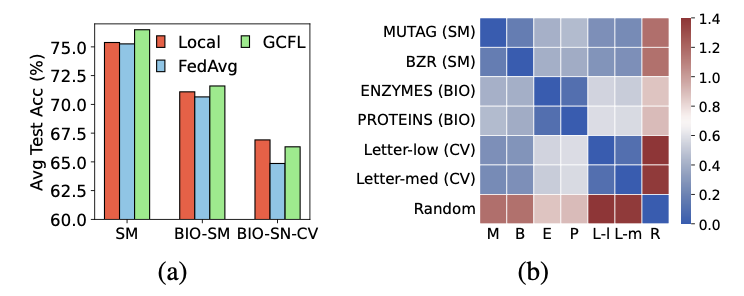 Avg Test Acc (%)
75.0
72.5
70.0
67.5
65.0
62.5
60.0
Local
FedAvg
GCFL
SM
BIO-SM
BIO-SN-CV
(a)
MUTAG (SM)
BZR (SM)
ENZYMES (BIO)
PROTEINS (BIO)
Letter-low (CV)
Letter-med (CV)
Random
M B E P L-l L-m R
1.4
1.2
1.0
0.8
0.6
0.4
0.2
0.0
(b)